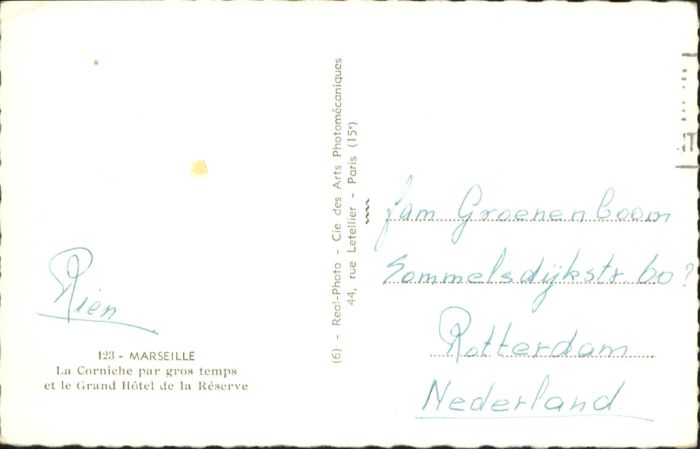 Rien
123 - MARSEILLE
La Corniche par gros temps
et le Grand Hôtel de la Réserve
(6) - Real-Photo - Cie des Arts Photomécaniques
44, rue Letellier - Paris (15e)
fam Groenenboom
Sommelsdijkstr. 60
Rotterdam
Nederland